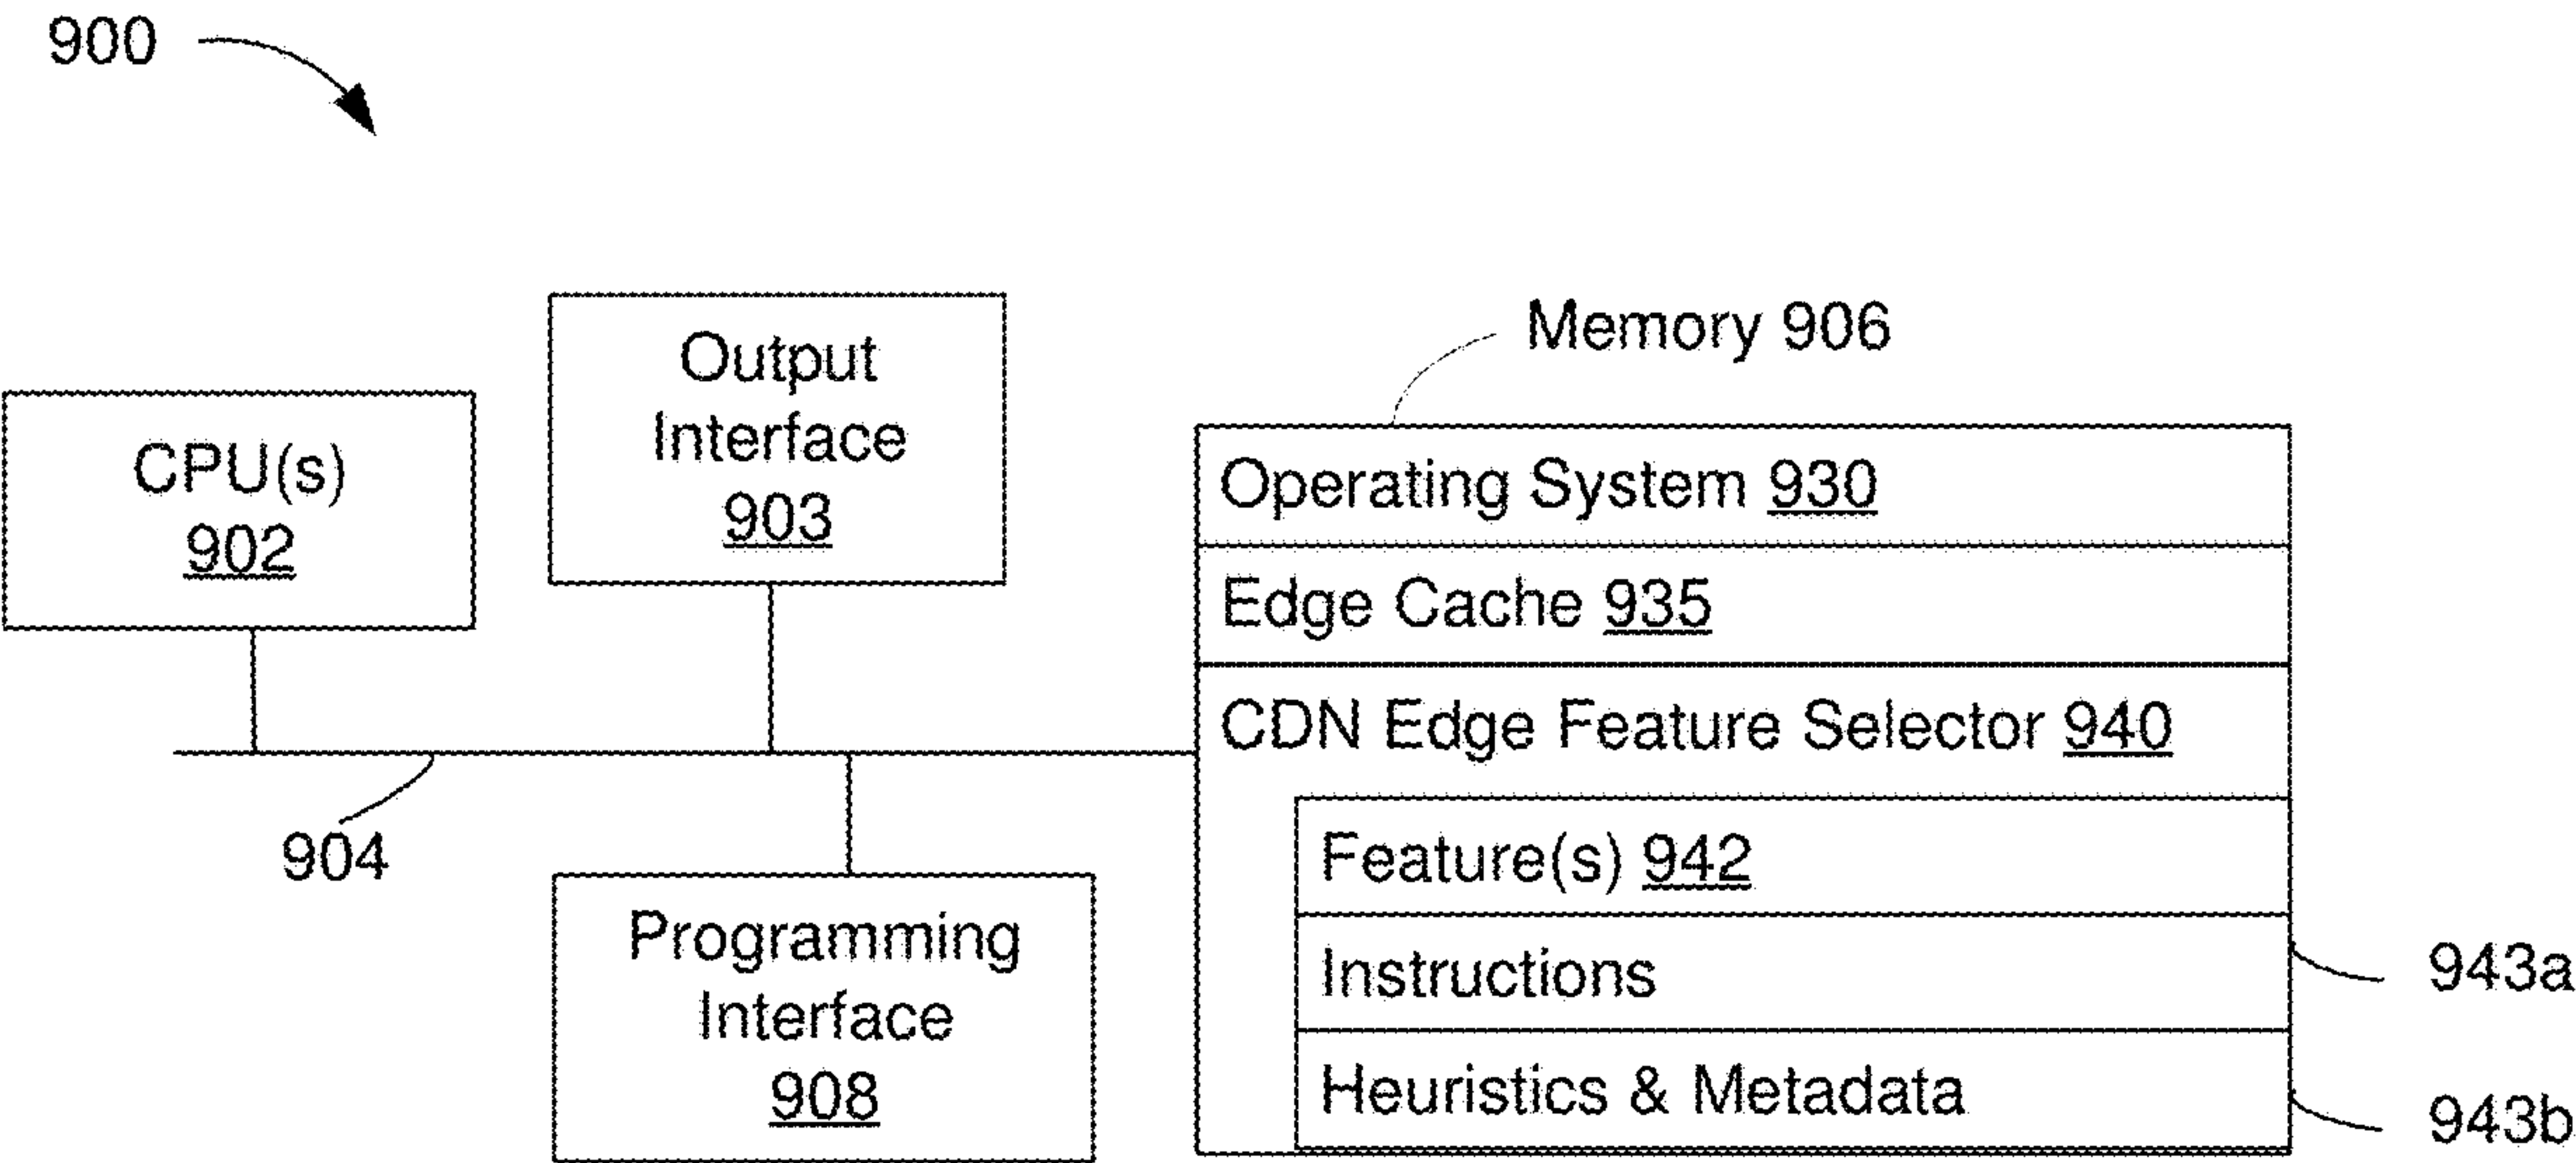 900
Output
Interface
903
Memory 906
CPU(s)
902
Operating System 930
Edge Cache 935
CDN Edge Feature Selector 940
904
Feature(s) 942
Programming
Interface
908
Instructions
943a
Heuristics & Metadata
943b